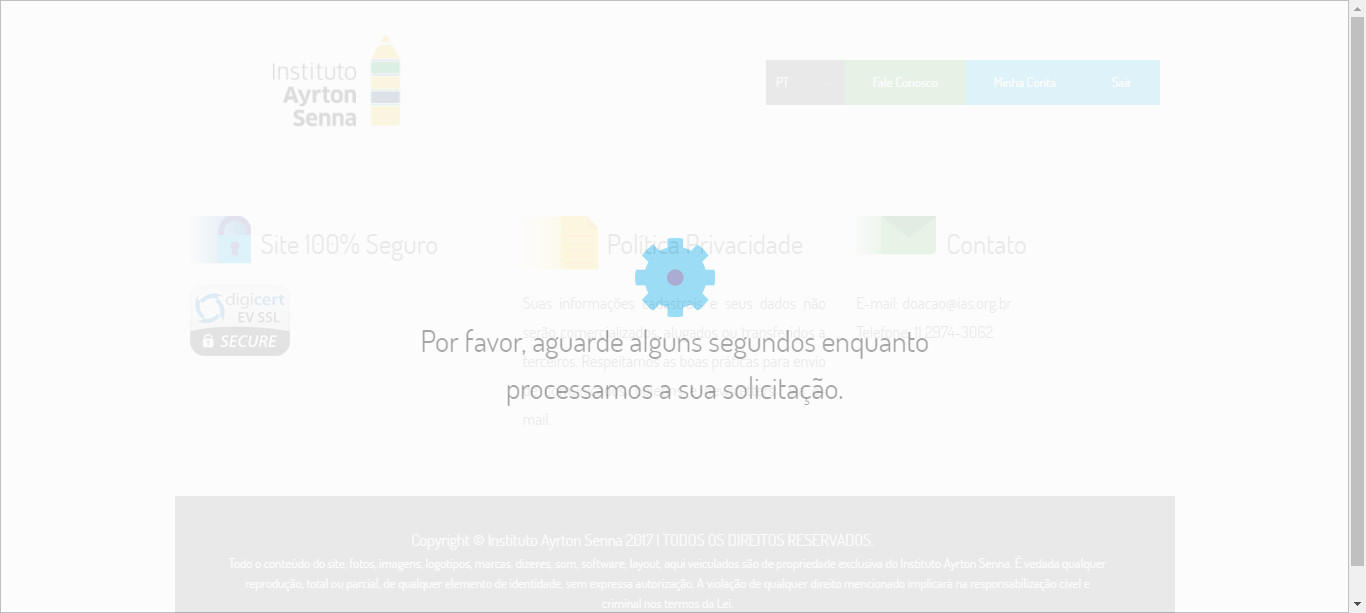 Instituto
Ayrton
Senna
PT
Fale Conosco
Minha Conta
Sair
Site 100% Seguro
digicert
EV SSL
SECURE
Política Privacidade
Suas informações cadastrais e seus dados não
serão comercializados, alugados ou transferidos a
terceiros. Respeitamos as boas práticas para envio
mail.
Contato
E-mail: doacao@ias.org.br
Telefone: 11 2974-3062
Por favor, aguarde alguns segundos enquanto
processamos a sua solicitação.
Copyright © Instituto Ayrton Senna 2017 | TODOS OS DIREITOS RESERVADOS.
Todo o conteúdo do site, fotos, imagens, logotipos, marcas, dizeres, som, software, layout, aqui veiculados são de propriedade exclusiva do Instituto Ayrton Senna. É vedada qualquer
reprodução, total ou parcial, de qualquer elemento de identidade, sem expressa autorização. A violação de qualquer direito mencionado implicará na responsabilização cível e
criminal nos termos da Lei.